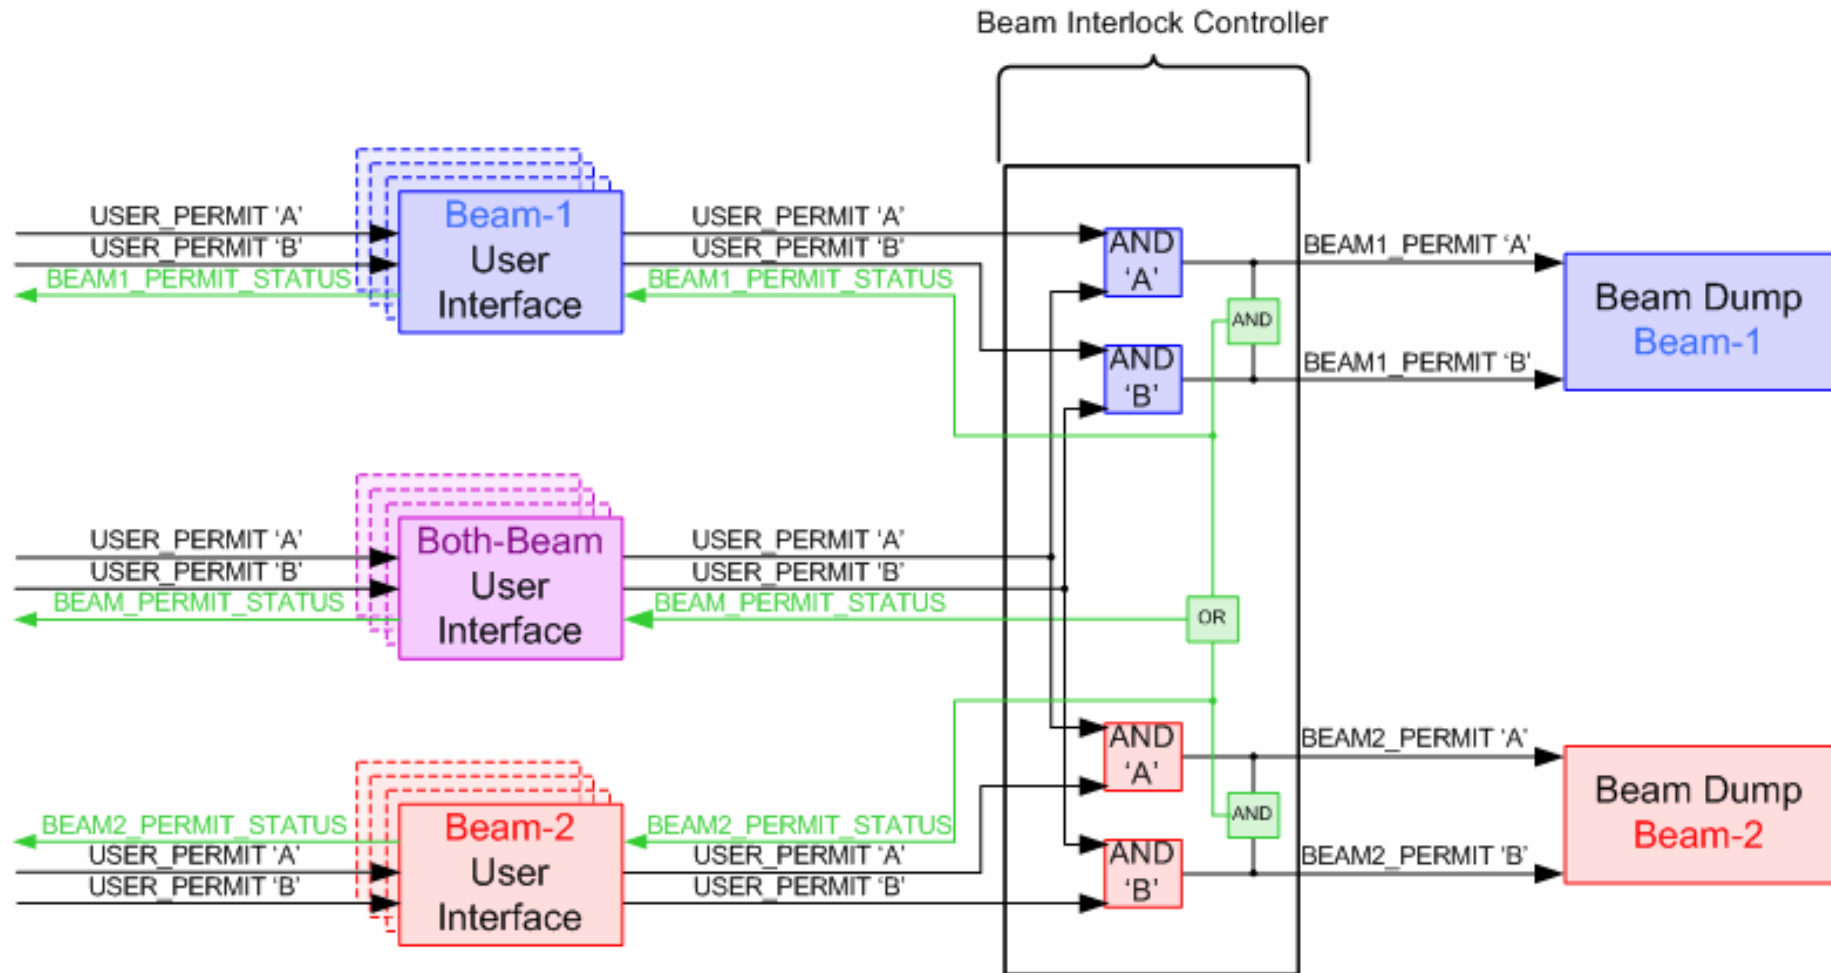 Beam Interlock Controller
USER_PERMIT ‘A’
USER_PERMIT ‘B’
BEAM1_PERMIT_STATUS
Beam-1
User
Interface
USER_PERMIT ‘A’
USER_PERMIT ‘B’
BEAM1_PERMIT_STATUS
AND
‘A’
AND
‘B’
AND
BEAM1_PERMIT ‘A’
BEAM1_PERMIT ‘B’
Beam Dump
Beam-1
USER_PERMIT ‘A’
USER_PERMIT ‘B’
BEAM_PERMIT_STATUS
Both-Beam
User
Interface
USER_PERMIT ‘A’
USER_PERMIT ‘B’
BEAM_PERMIT_STATUS
OR
BEAM2_PERMIT_STATUS
USER_PERMIT ‘A’
USER_PERMIT ‘B’
Beam-2
User
Interface
BEAM2_PERMIT_STATUS
USER_PERMIT ‘A’
USER_PERMIT ‘B’
AND
‘A’
AND
‘B’
AND
BEAM2_PERMIT ‘A’
BEAM2_PERMIT ‘B’
Beam Dump
Beam-2